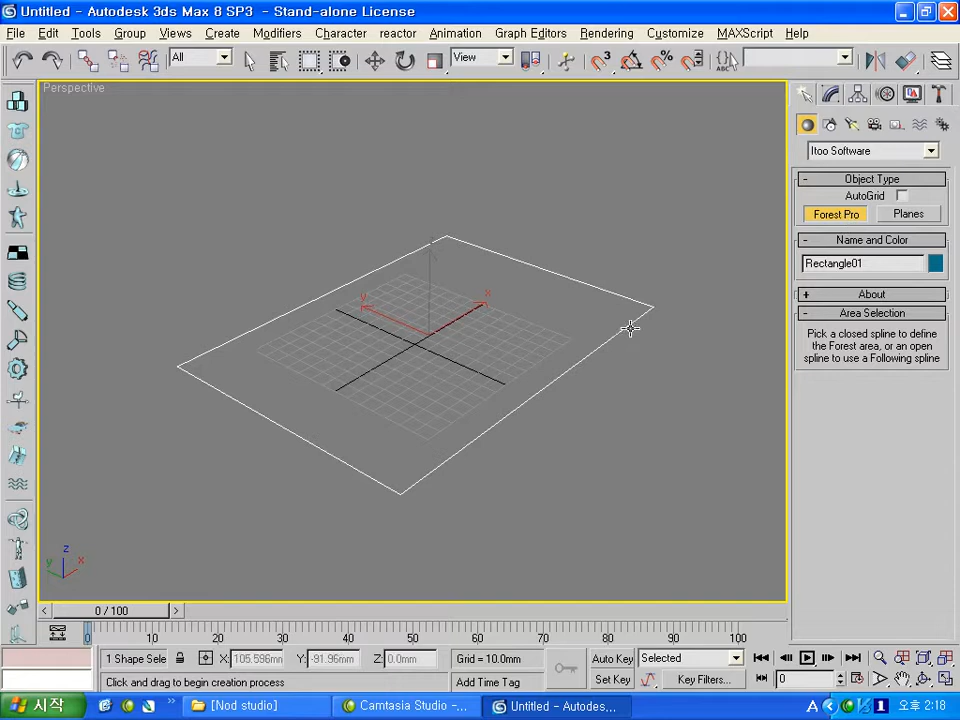 Untitled - Autodesk 3ds Max 8 SP3 - Stand-alone License
File Edit Tools Group Views Create Modifiers Character reactor Animation Graph Editors Rendering Customize MAXScript Help
All View
Perspective
Itoo Software
- Object Type
AutoGrid
Forest Pro Planes
- Name and Color
Rectangle01
+ About
- Area Selection
Pick a closed spline to define
the Forest area, or an open
spline to use a Following spline
y x
z
y x
< 0 / 100 >
0 10 20 30 40 50 60 70 80 90 100
1 Shape Sele X: 105.596mm Y: -91.96mm Z: 0.0mm Grid = 10.0mm Auto Key Selected
Click and drag to begin creation process Add Time Tag Set Key Key Filters... 0
시작 [Nod studio] Camtasia Studio -... Untitled - Autodes... A 오후 2:18